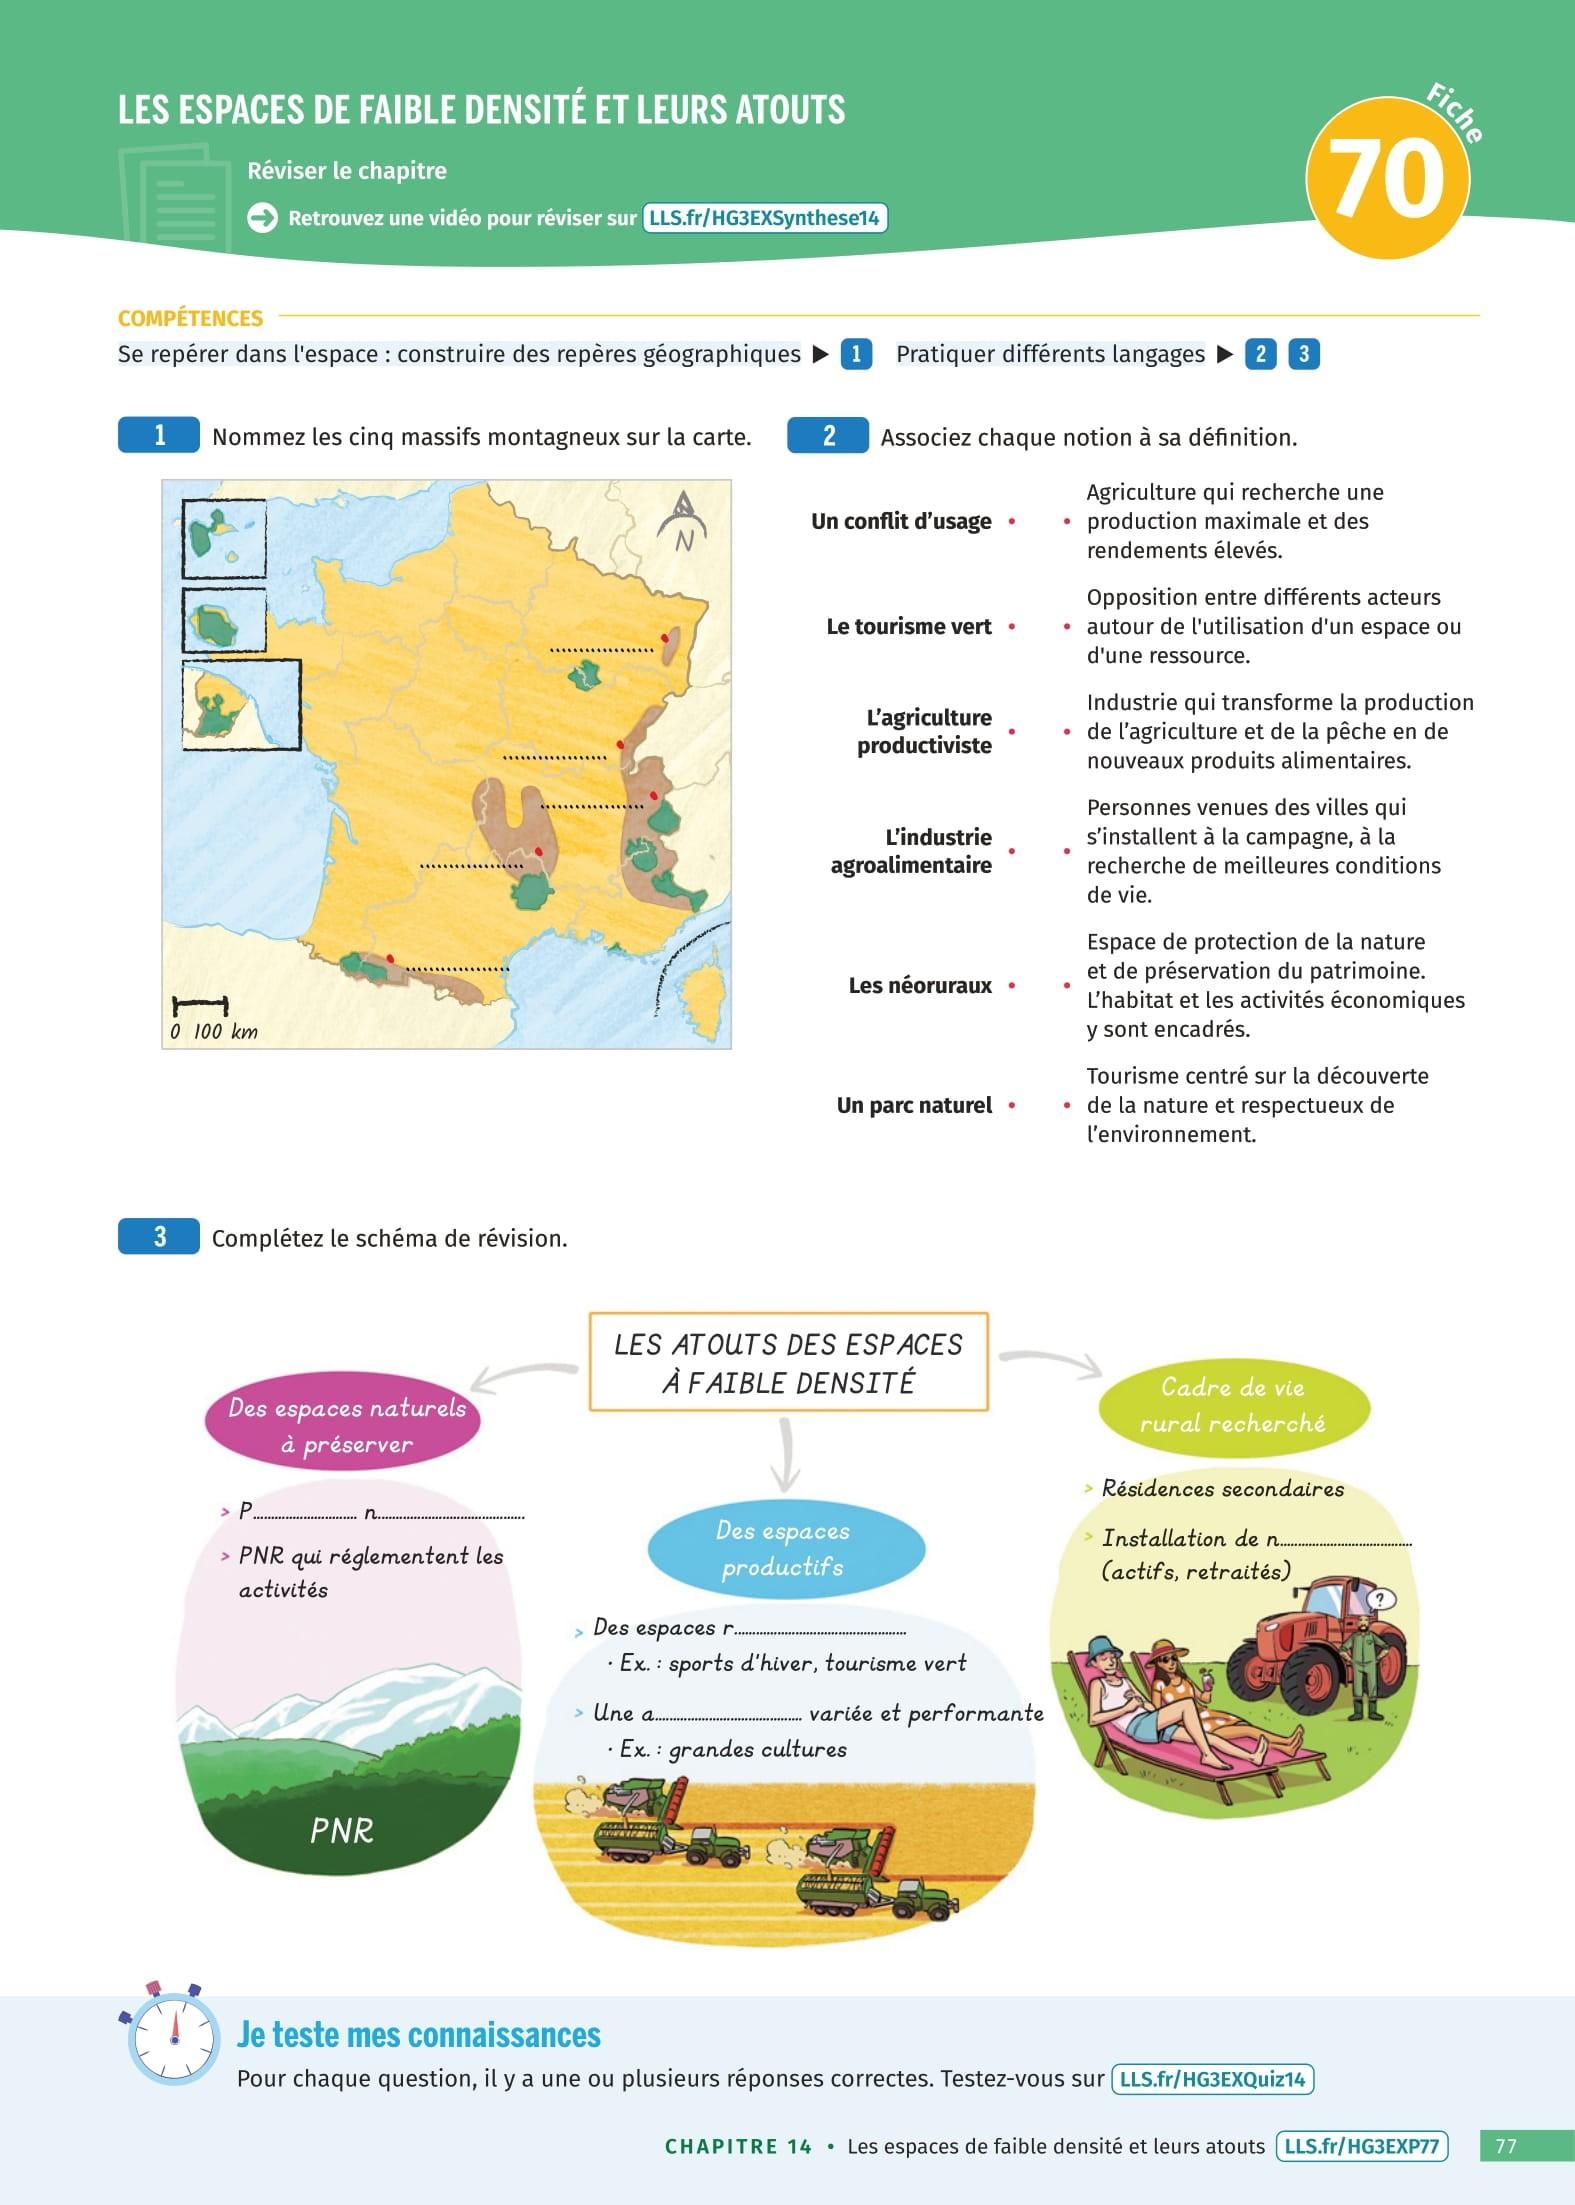 LES ESPACES DE FAIBLE DENSITÉ ET LEURS ATOUTS
Fiche
70
Réviser le chapitre
Retrouvez une vidéo pour réviser sur LLS.fr/HG3EXSynthese14
COMPÉTENCES
Se repérer dans l'espace : construire des repères géographiques ▶ 1 Pratiquer différents langages ▶ 2 3
1 Nommez les cinq massifs montagneux sur la carte.
N
0 100 km
2 Associez chaque notion à sa définition.
Un conflit d'usage •
Le tourisme vert •
L'agriculture
productiviste •
L'industrie
agroalimentaire •
Les néoruraux •
Un parc naturel •
Agriculture qui recherche une
• production maximale et des
rendements élevés.
Opposition entre différents acteurs
• autour de l'utilisation d'un espace ou
d'une ressource.
Industrie qui transforme la production
• de l'agriculture et de la pêche en de
nouveaux produits alimentaires.
Personnes venues des villes qui
s'installent à la campagne, à la
• recherche de meilleures conditions
de vie.
Espace de protection de la nature
et de préservation du patrimoine.
• L'habitat et les activités économiques
y sont encadrés.
Tourisme centré sur la découverte
• de la nature et respectueux de
l'environnement.
3 Complétez le schéma de révision.
LES ATOUTS DES ESPACES
À FAIBLE DENSITÉ
Des espaces naturels
à préserver
> P.................... n....................
> PNR qui réglementent les
activités
PNR
Des espaces
productifs
> Des espaces r....................
• Ex. : sports d'hiver, tourisme vert
> Une a.................... variée et performante
• Ex. : grandes cultures
Cadre de vie
rural recherché
> Résidences secondaires
> Installation de n....................
(actifs, retraités)
?
Je teste mes connaissances
Pour chaque question, il y a une ou plusieurs réponses correctes. Testez-vous sur LLS.fr/HG3EXQuiz14
CHAPITRE 14 • Les espaces de faible densité et leurs atouts LLS.fr/HG3EXP77 77